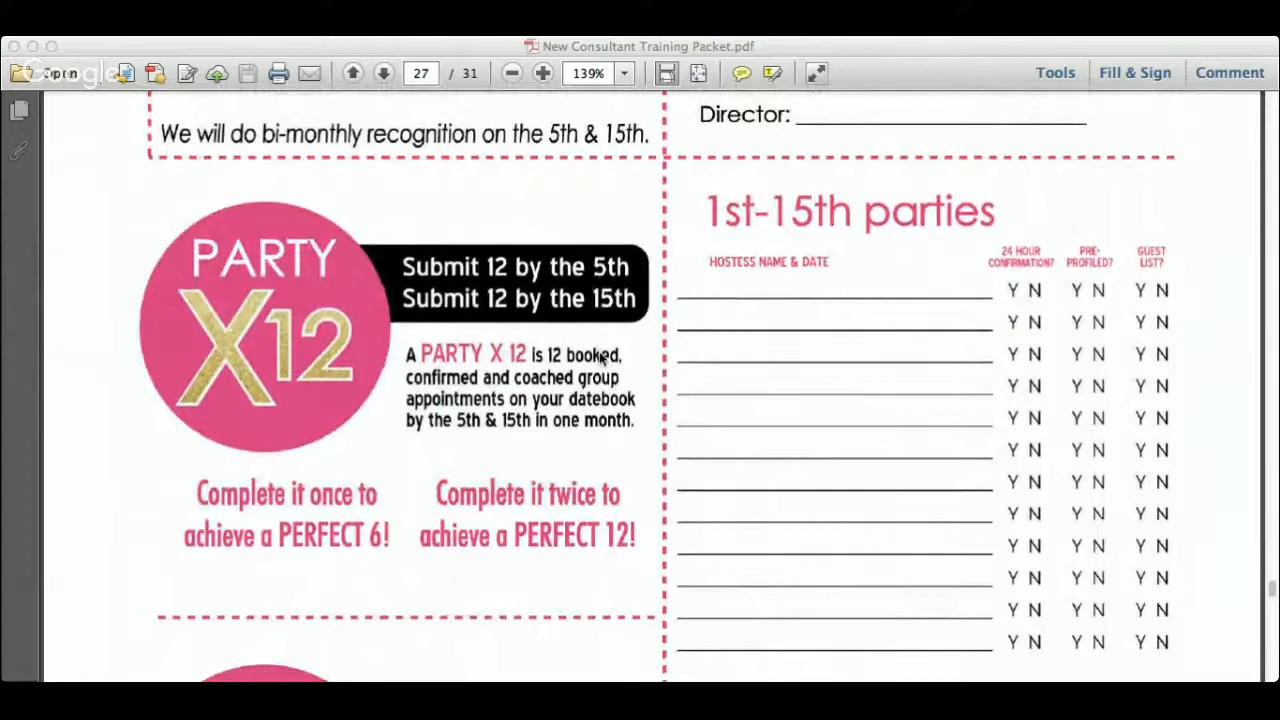 New Consultant Training Packet.pdf
Google
Open
27 / 31
139%
Tools
Fill & Sign
Comment
We will do bi-monthly recognition on the 5th & 15th.
Director:
PARTY
X12
Submit 12 by the 5th
Submit 12 by the 15th
A PARTY X 12 is 12 booked,
confirmed and coached group
appointments on your datebook
by the 5th & 15th in one month.
Complete it once to
achieve a PERFECT 6!
Complete it twice to
achieve a PERFECT 12!
1st-15th parties
HOSTESS NAME & DATE
24 HOUR
CONFIRMATION?
PRE-
PROFILED?
GUEST
LIST?
Y N Y N Y N
Y N Y N Y N
Y N Y N Y N
Y N Y N Y N
Y N Y N Y N
Y N Y N Y N
Y N Y N Y N
Y N Y N Y N
Y N Y N Y N
Y N Y N Y N
Y N Y N Y N
Y N Y N Y N